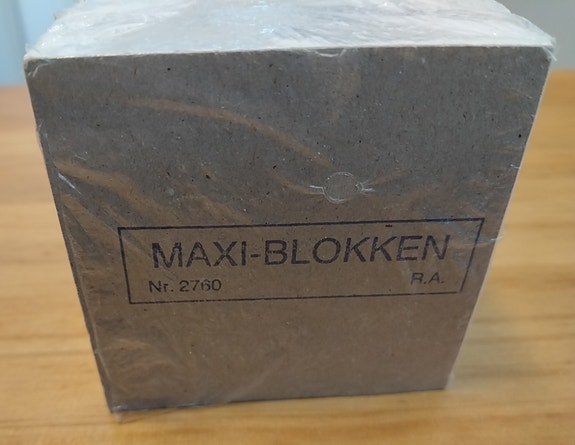 MAXI-BLOKKEN
Nr. 2760 R.A.